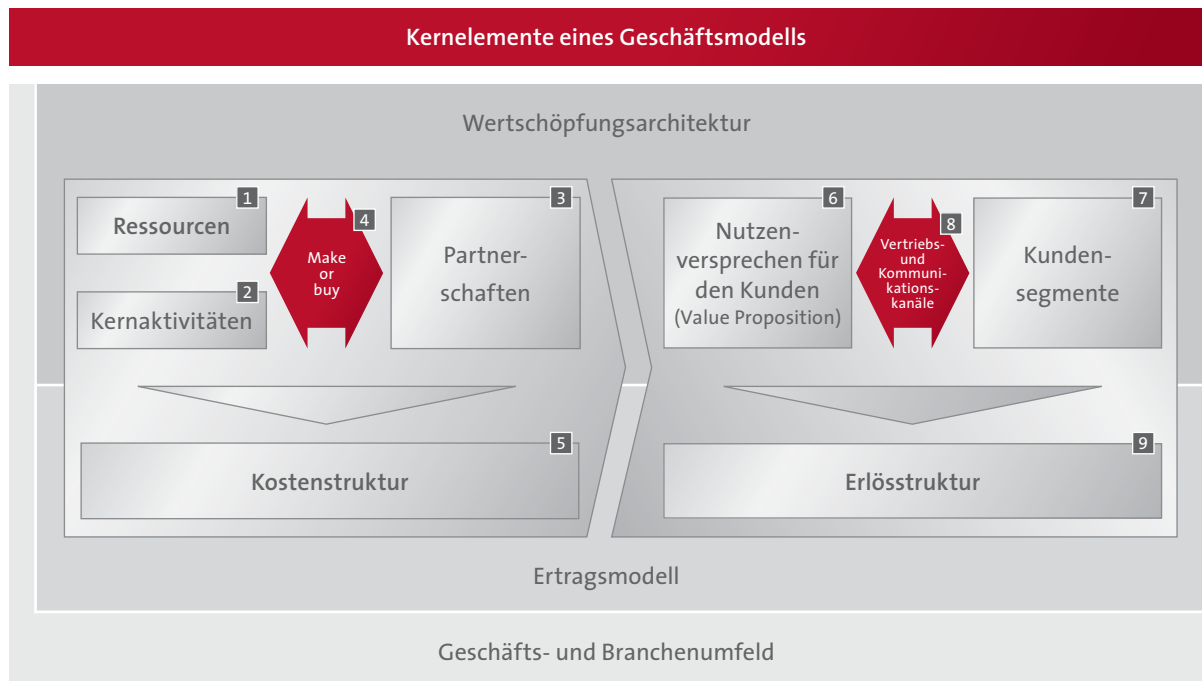 Kernelemente eines Geschäftsmodells
Wertschöpfungsarchitektur
1
Ressourcen
2
Kernaktivitäten
4
Make
or
buy
3
Partner-
schaften
5
Kostenstruktur
6
Nutzen-
versprechen für
den Kunden
(Value Proposition)
8
Vertriebs-
und
Kommuni-
kations-
kanäle
7
Kunden-
segmente
9
Erlösstruktur
Ertragsmodell
Geschäfts- und Branchenumfeld